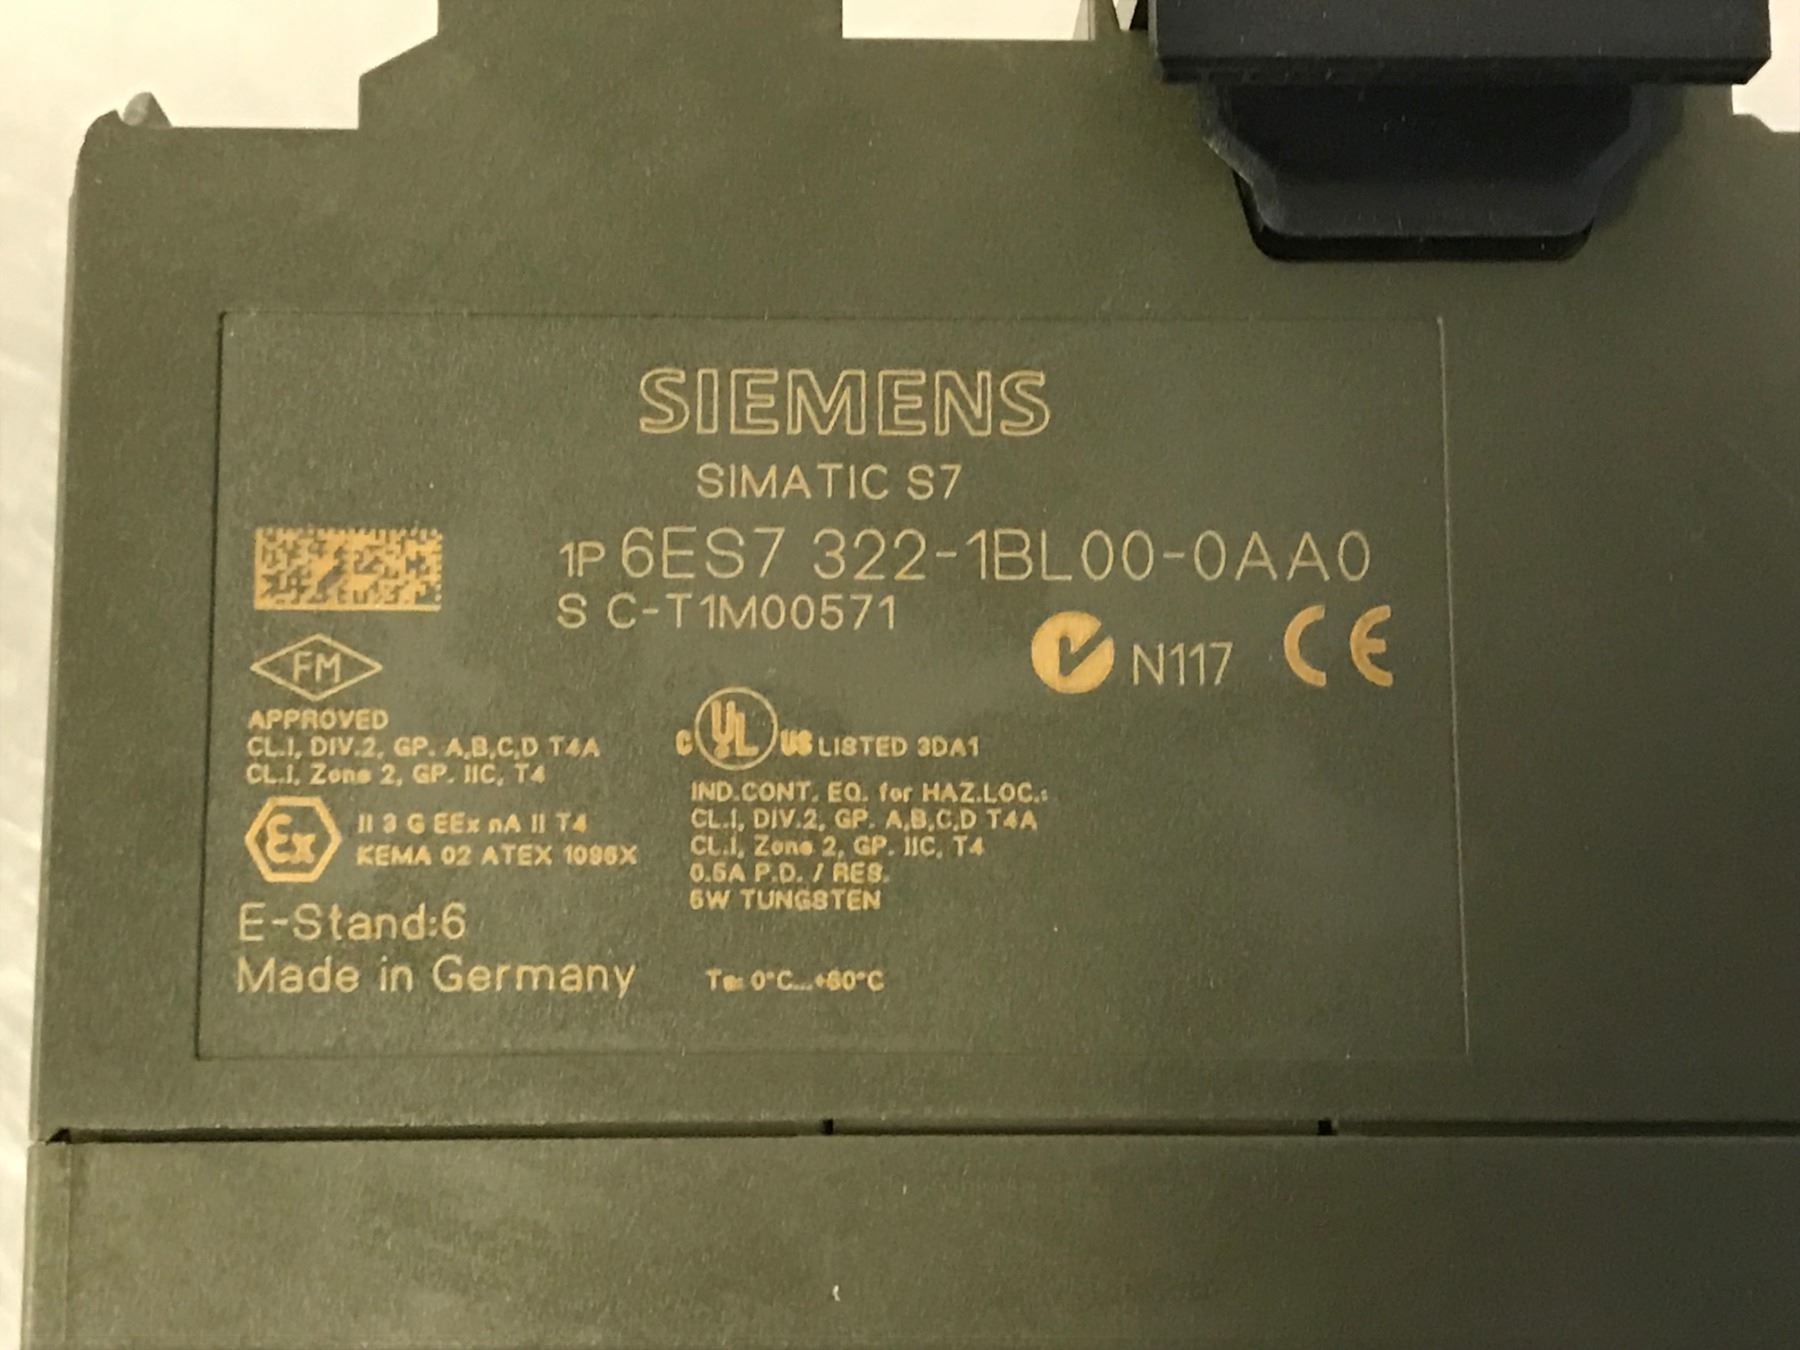 SIEMENS
SIMATIC S7
1P 6ES7 322-1BL00-0AA0
S C-T1M00571
N117 CE
FM
APPROVED
CL.I, DIV.2, GP. A,B,C,D T4A
CL.I, Zone 2, GP. IIC, T4
Ex
II 3 G EEx nA II T4
KEMA 02 ATEX 1096X
E-Stand:6
Made in Germany
c UL US LISTED 3DA1
IND.CONT. EQ. for HAZ.LOC.:
CL.I, DIV.2, GP. A,B,C,D T4A
CL.I, Zone 2, GP. IIC, T4
0.5A P.D. / RES.
5W TUNGSTEN
Ta: 0°C...+60°C